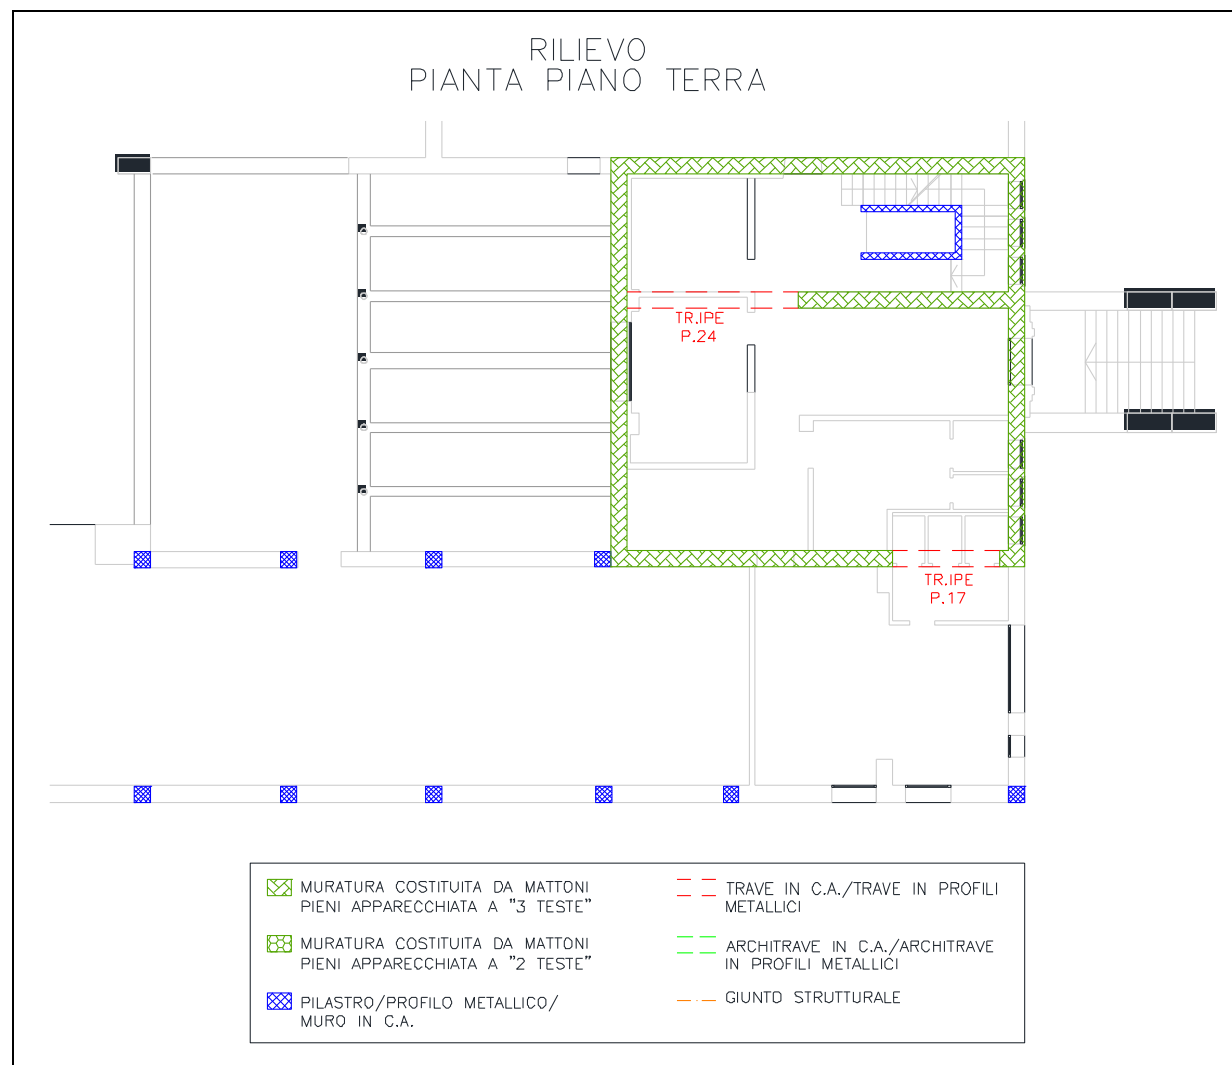 RILIEVO
PIANTA PIANO TERRA
TR.IPE
P.24
TR.IPE
P.17
MURATURA COSTITUITA DA MATTONI
PIENI APPARECCHIATA A "3 TESTE"
MURATURA COSTITUITA DA MATTONI
PIENI APPARECCHIATA A "2 TESTE"
PILASTRO/PROFILO METALLICO/
MURO IN C.A.
TRAVE IN C.A./TRAVE IN PROFILI
METALLICI
ARCHITRAVE IN C.A./ARCHITRAVE
IN PROFILI METALLICI
GIUNTO STRUTTURALE